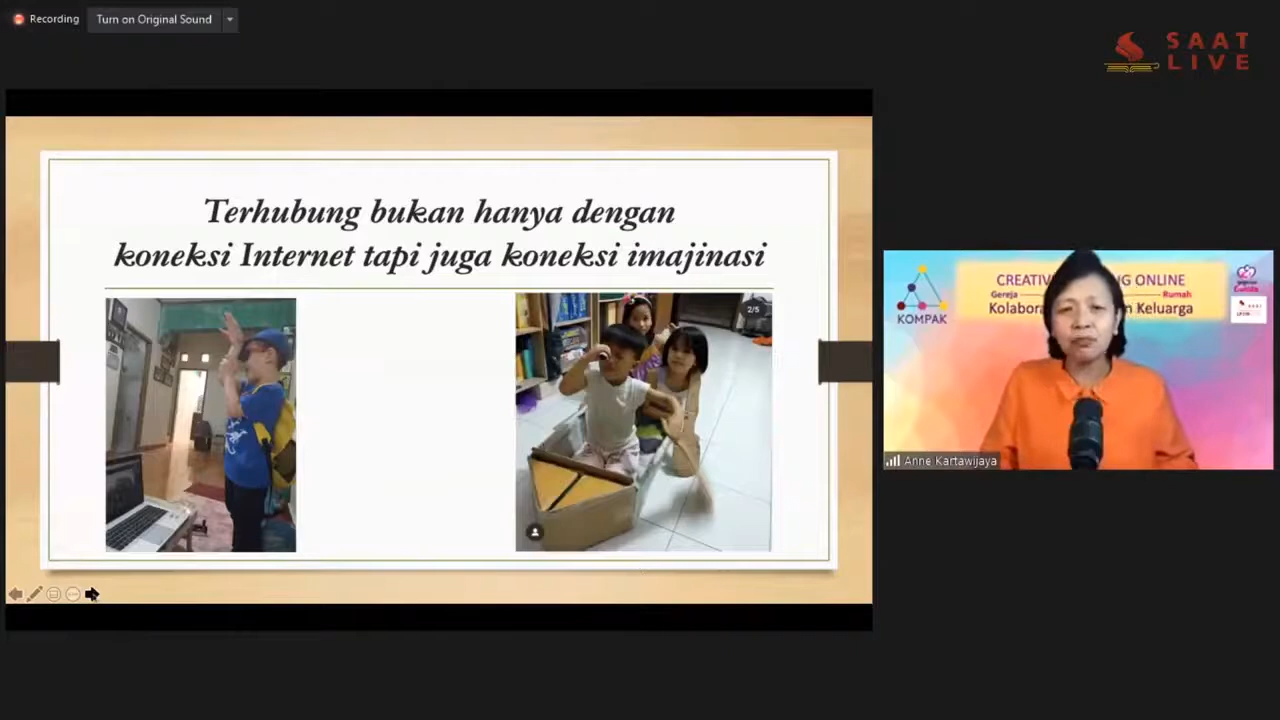 Recording
Turn on Original Sound
SAAT
LIVE
Terhubung bukan hanya dengan
koneksi Internet tapi juga koneksi imajinasi
2/5
CREATIV NG ONLINE
Gereja Rumah
Kolabora n Keluarga
KOMPAK
Anne Kartawijaya